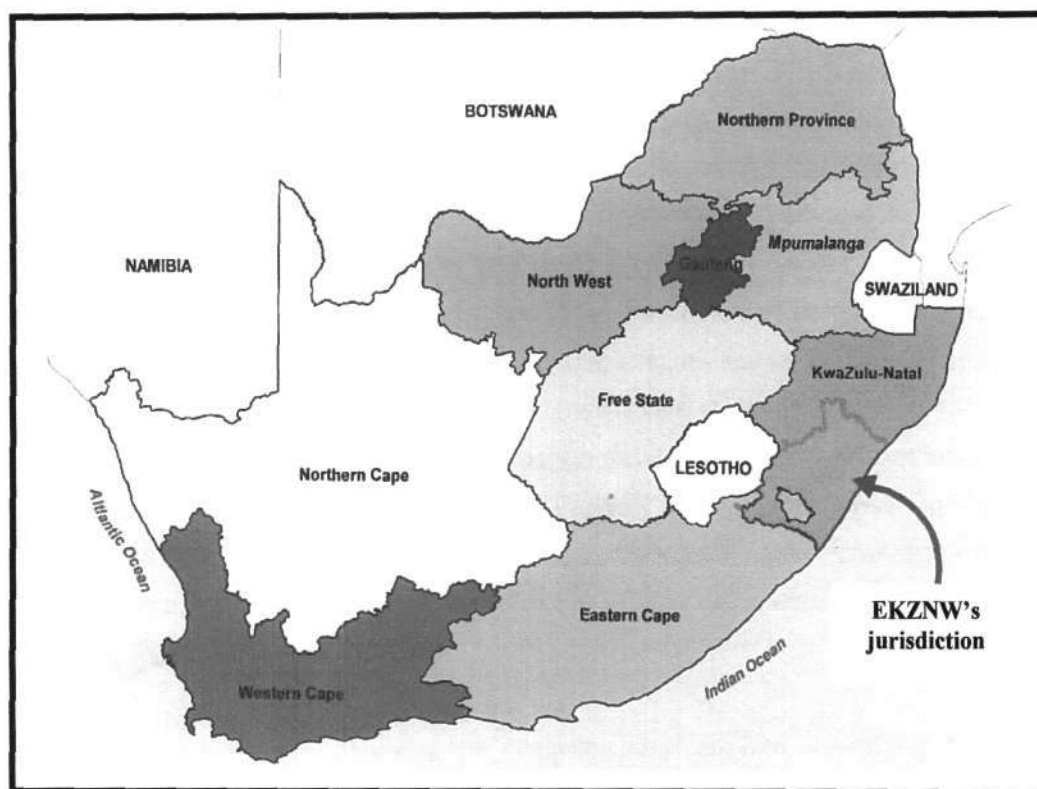 BOTSWANA
Northern Province
NAMIBIA
North West
Gauteng
Mpumalanga
SWAZILAND
KwaZulu-Natal
Free State
LESOTHO
Northern Cape
Altlantic Ocean
Eastern Cape
EKZNW's
jurisdiction
Indian Ocean
Western Cape